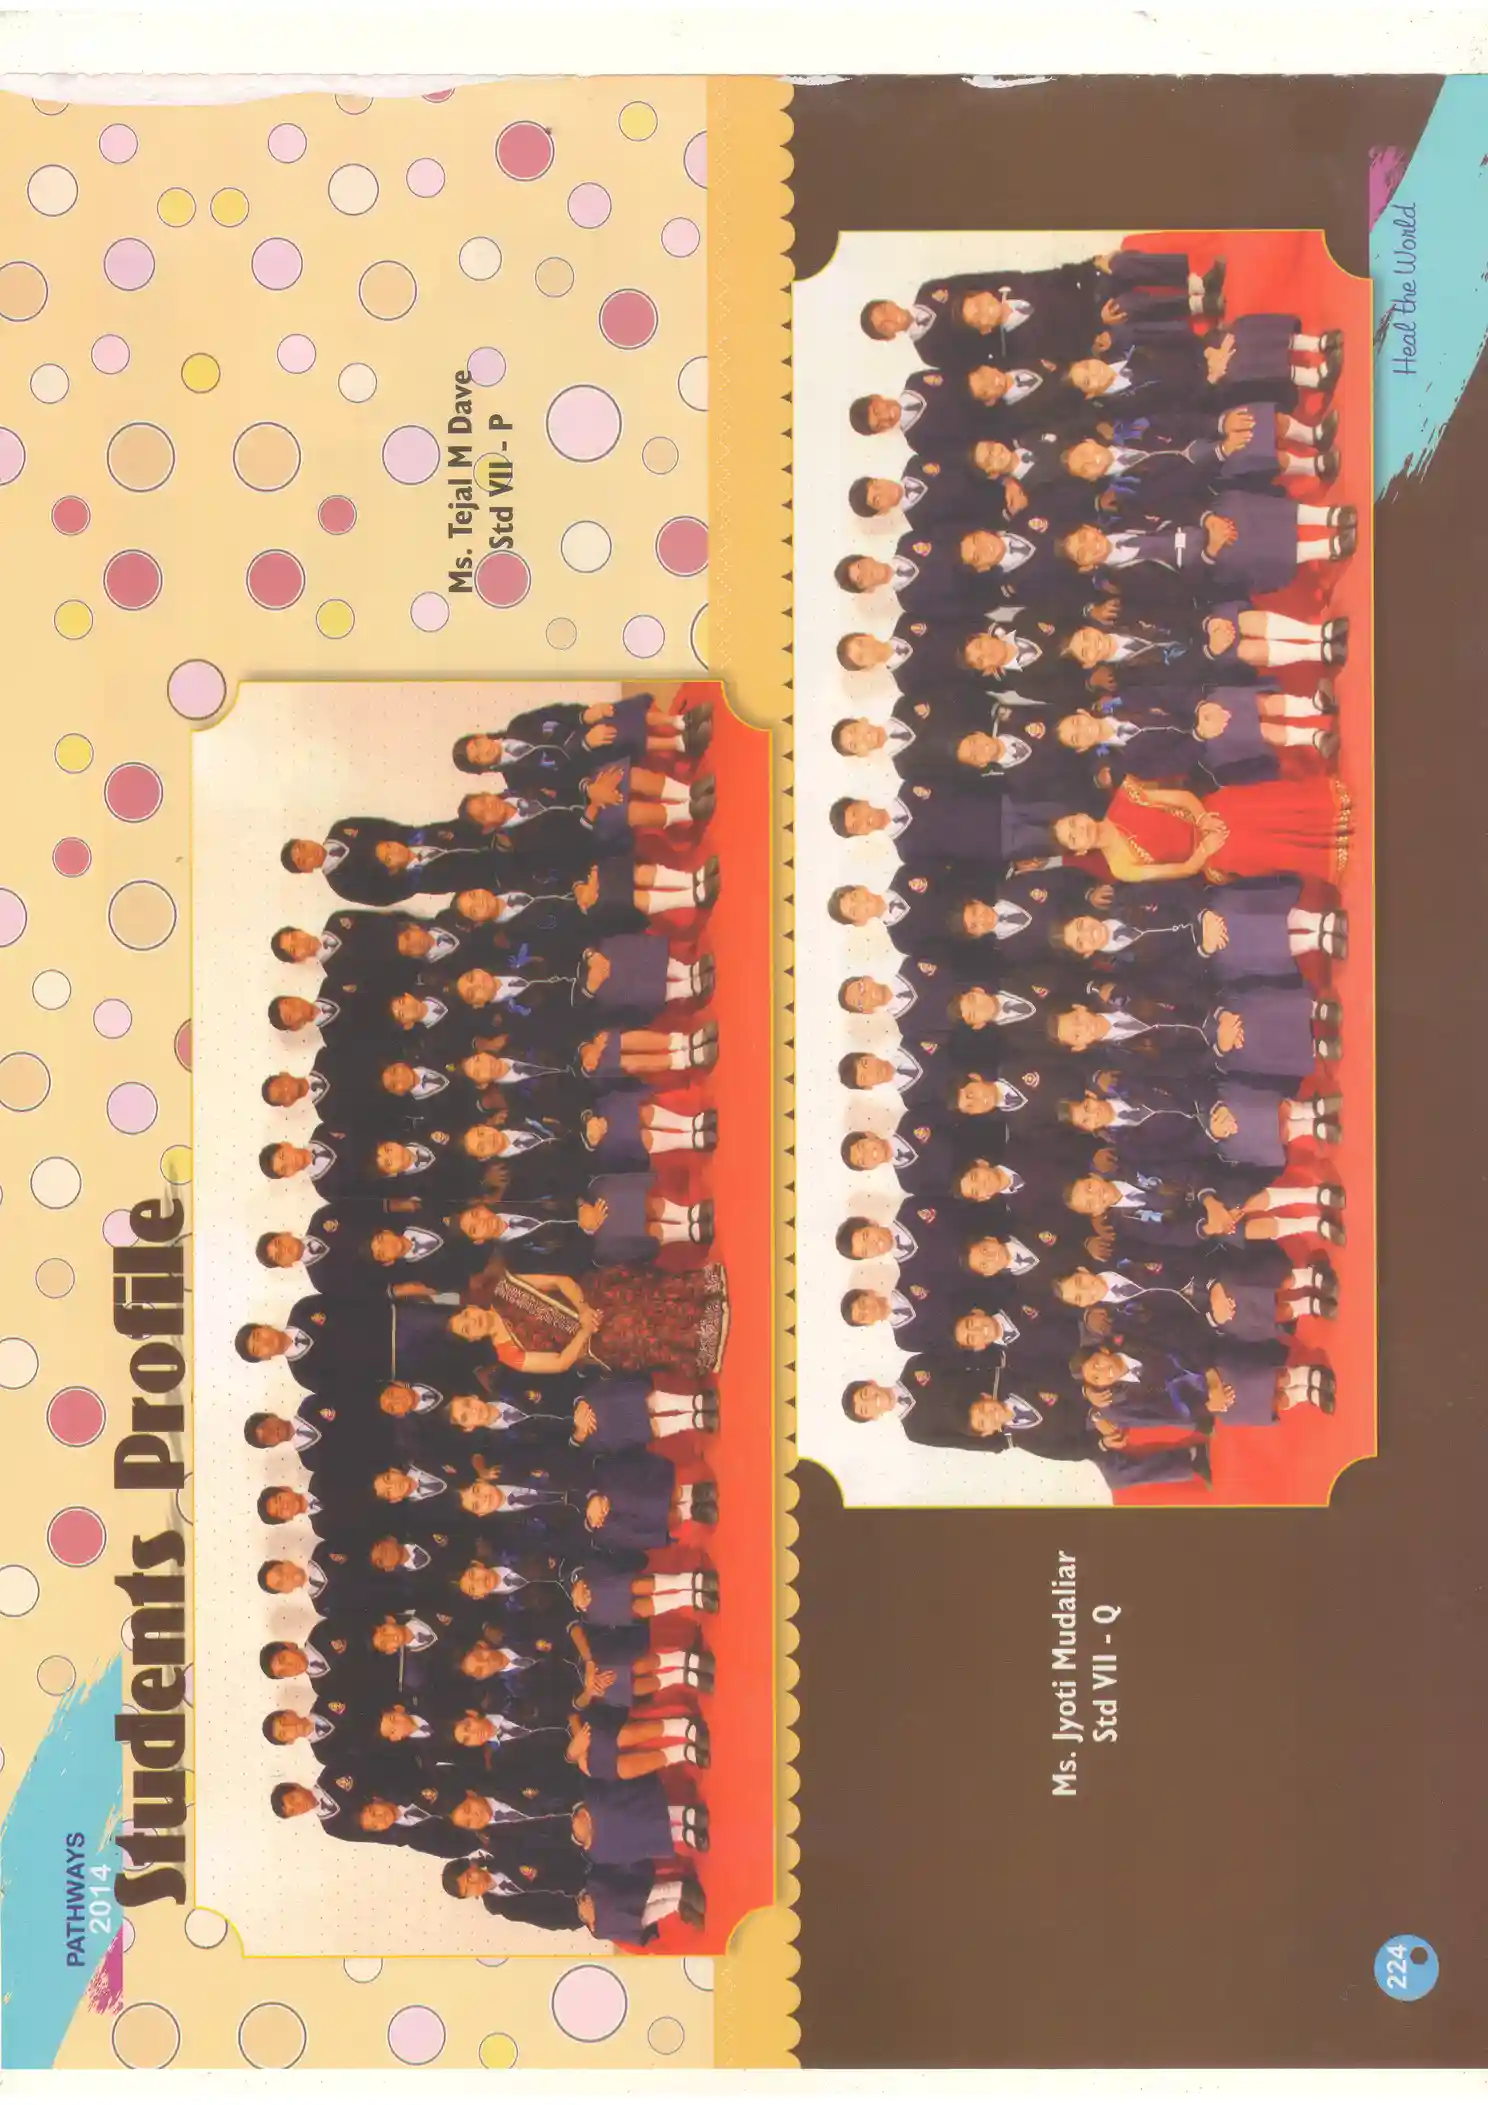 PATHWAYS
2014
Students Profile
Ms. Tejal M Dave
Std VII - P
Ms. Jyoti Mudaliar
Std VII - Q
224
Heal the World